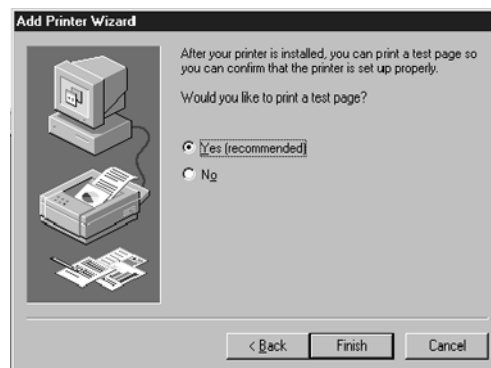 Add Printer Wizard
After your printer is installed, you can print a test page so
you can confirm that the printer is set up properly.
Would you like to print a test page?
Yes (recommended)
No
< Back Finish Cancel